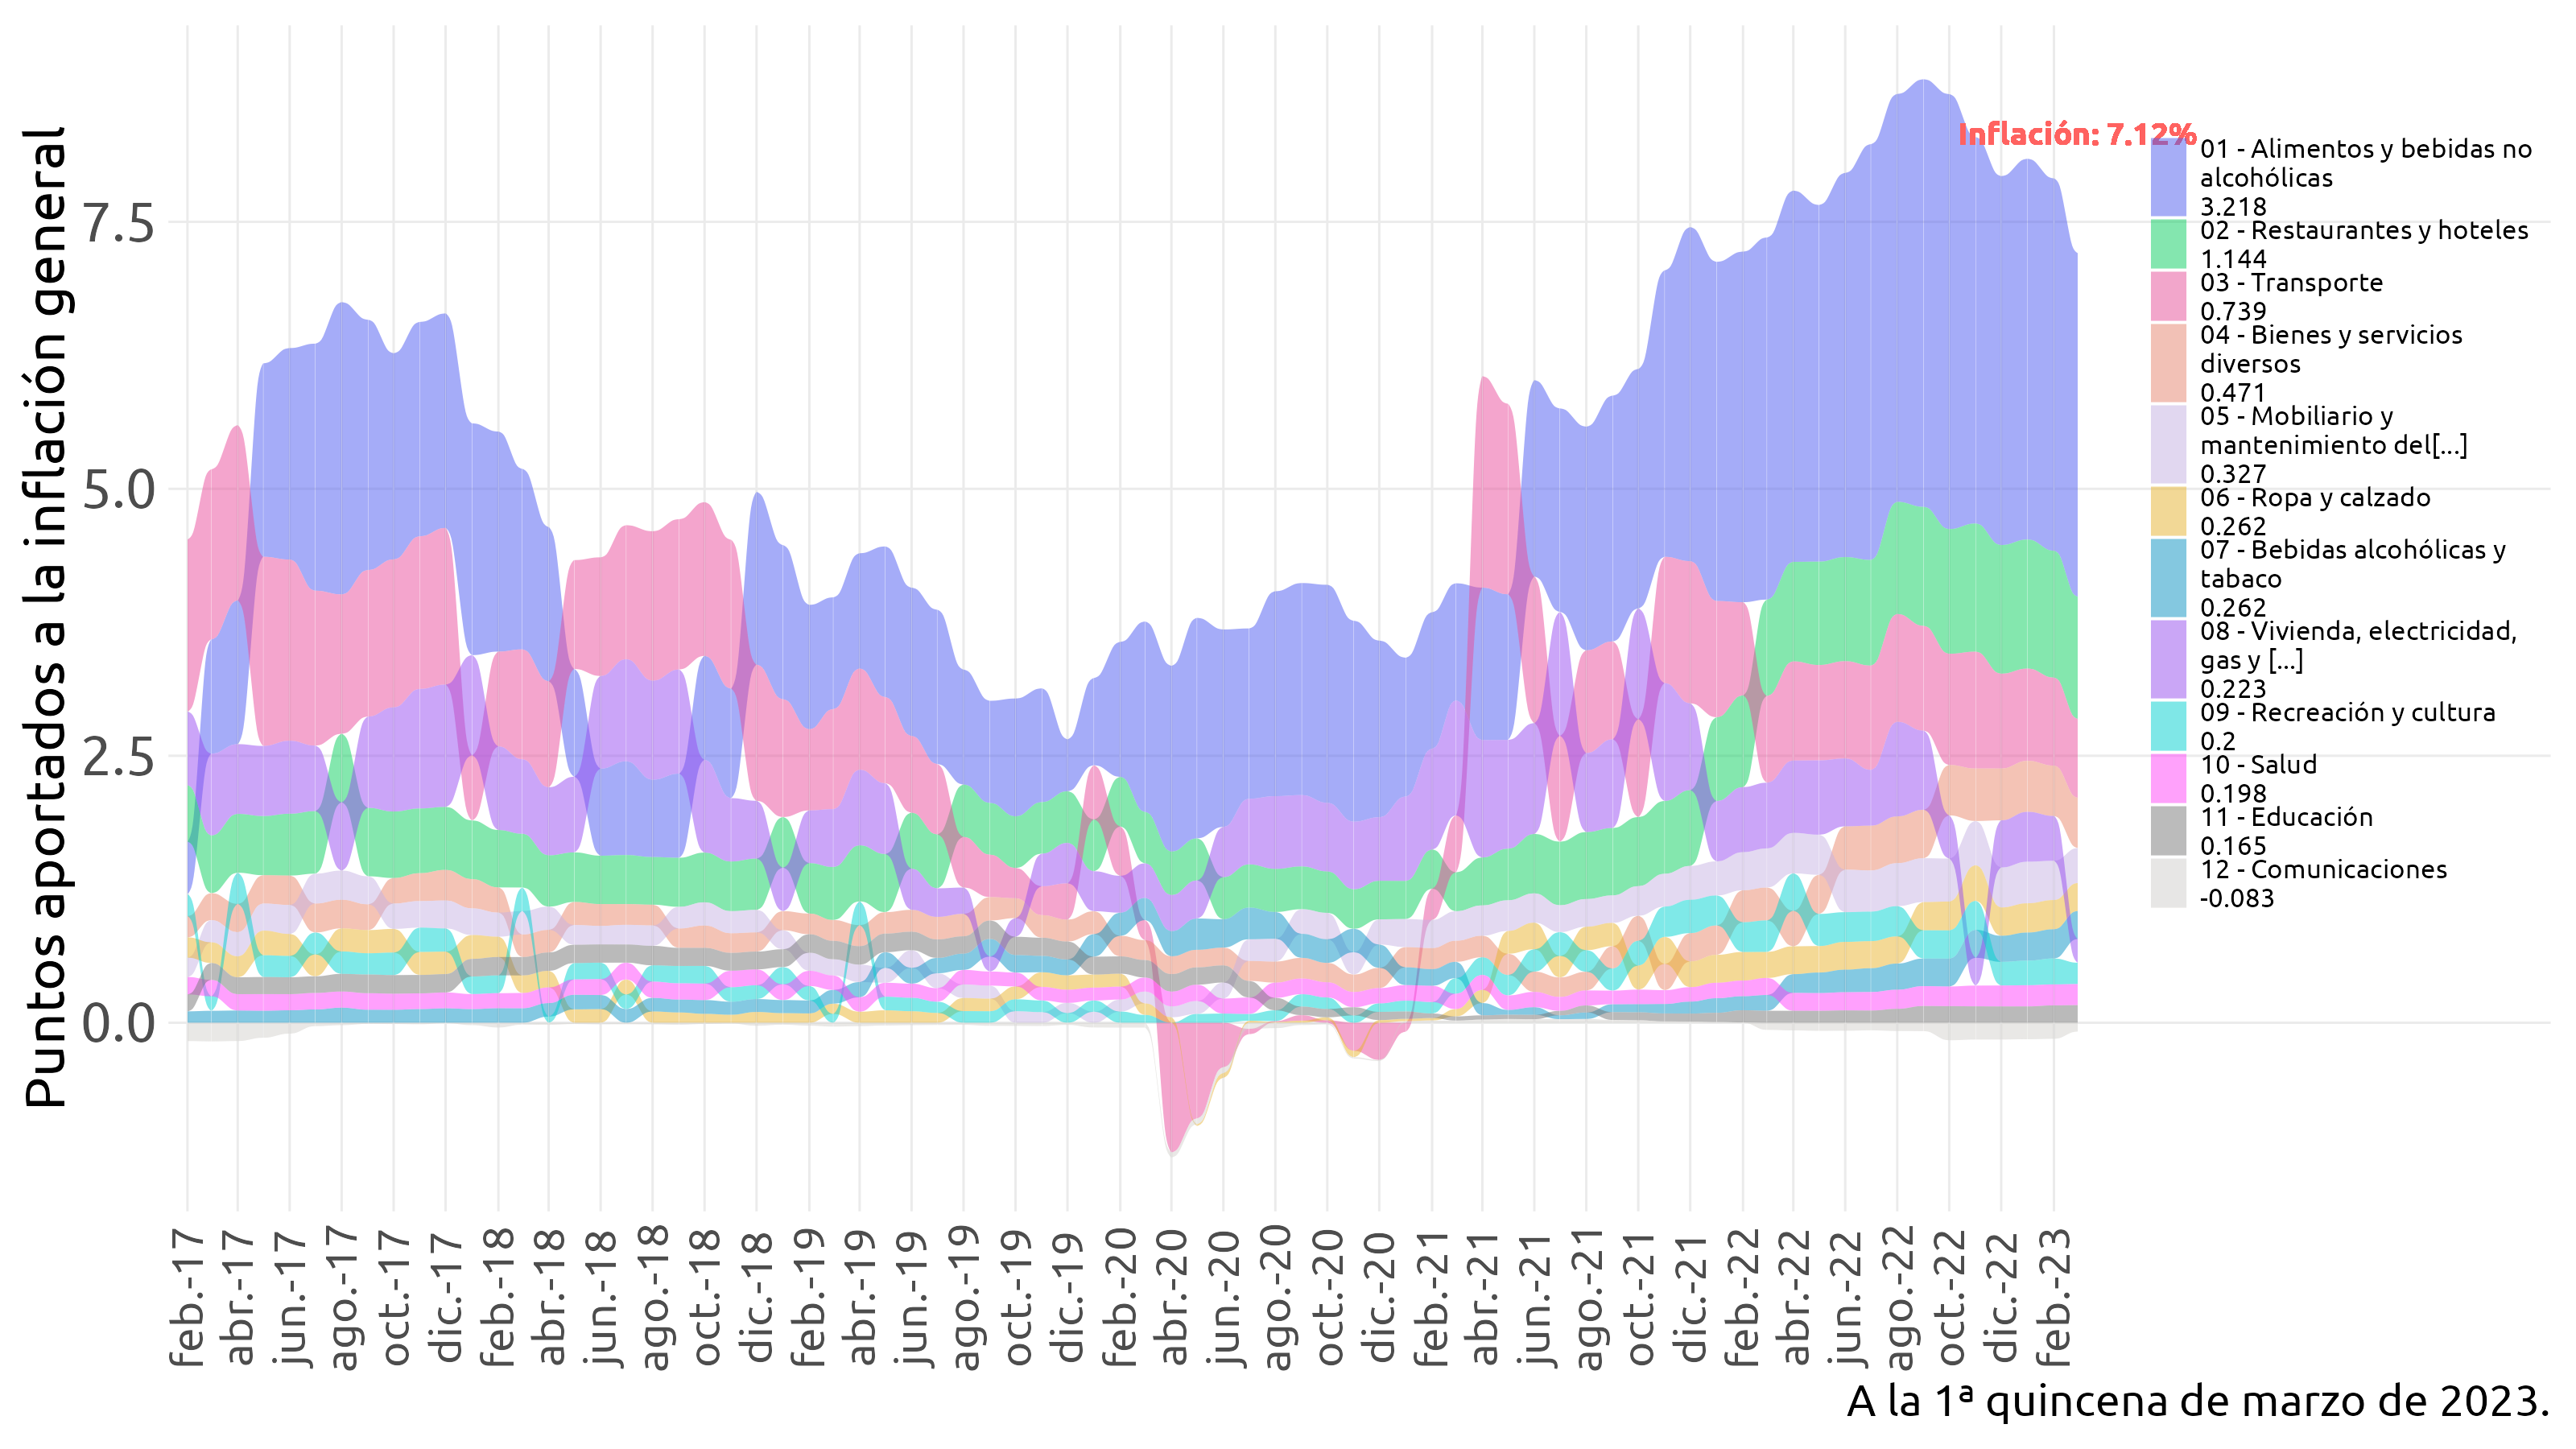 Puntos aportados a la inflación general
7.5
5.0
2.5
0.0
Inflación: 7.12%
01 - Alimentos y bebidas no
alcohólicas
3.218
02 - Restaurantes y hoteles
1.144
03 - Transporte
0.739
04 - Bienes y servicios
diversos
0.471
05 - Mobiliario y
mantenimiento del[...]
0.327
06 - Ropa y calzado
0.262
07 - Bebidas alcohólicas y
tabaco
0.262
08 - Vivienda, electricidad,
gas y [...]
0.223
09 - Recreación y cultura
0.2
10 - Salud
0.198
11 - Educación
0.165
12 - Comunicaciones
-0.083
feb.-17
abr.-17
jun.-17
ago.-17
oct.-17
dic.-17
feb.-18
abr.-18
jun.-18
ago.-18
oct.-18
dic.-18
feb.-19
abr.-19
jun.-19
ago.-19
oct.-19
dic.-19
feb.-20
abr.-20
jun.-20
ago.-20
oct.-20
dic.-20
feb.-21
abr.-21
jun.-21
ago.-21
oct.-21
dic.-21
feb.-22
abr.-22
jun.-22
ago.-22
oct.-22
dic.-22
feb.-23
A la 1ª quincena de marzo de 2023.